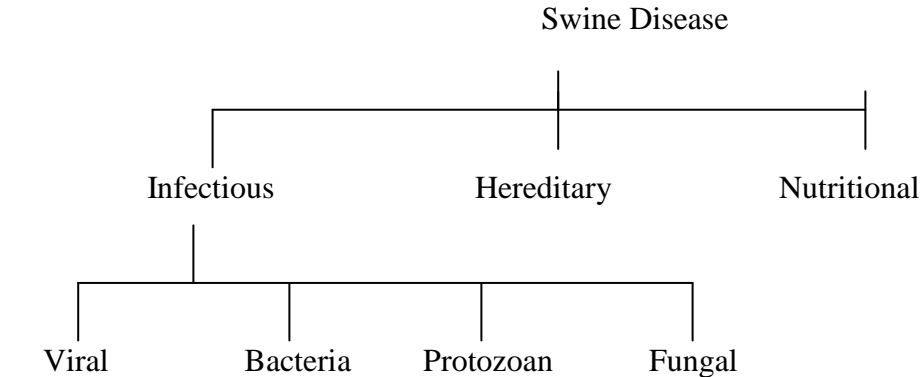 Swine Disease
Infectious Hereditary Nutritional
Viral Bacteria Protozoan Fungal